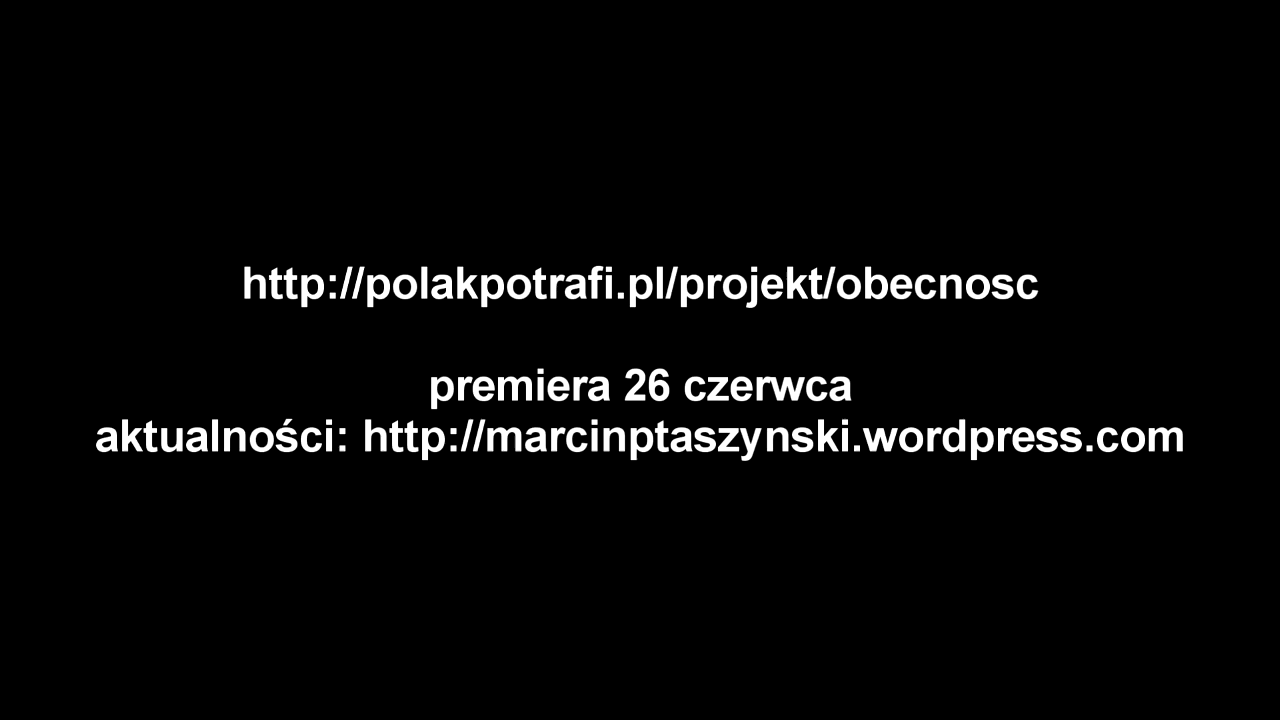 http://polakpotrafi.pl/projekt/obecnosc
premiera 26 czerwca
aktualności: http://marcinptaszynski.wordpress.com